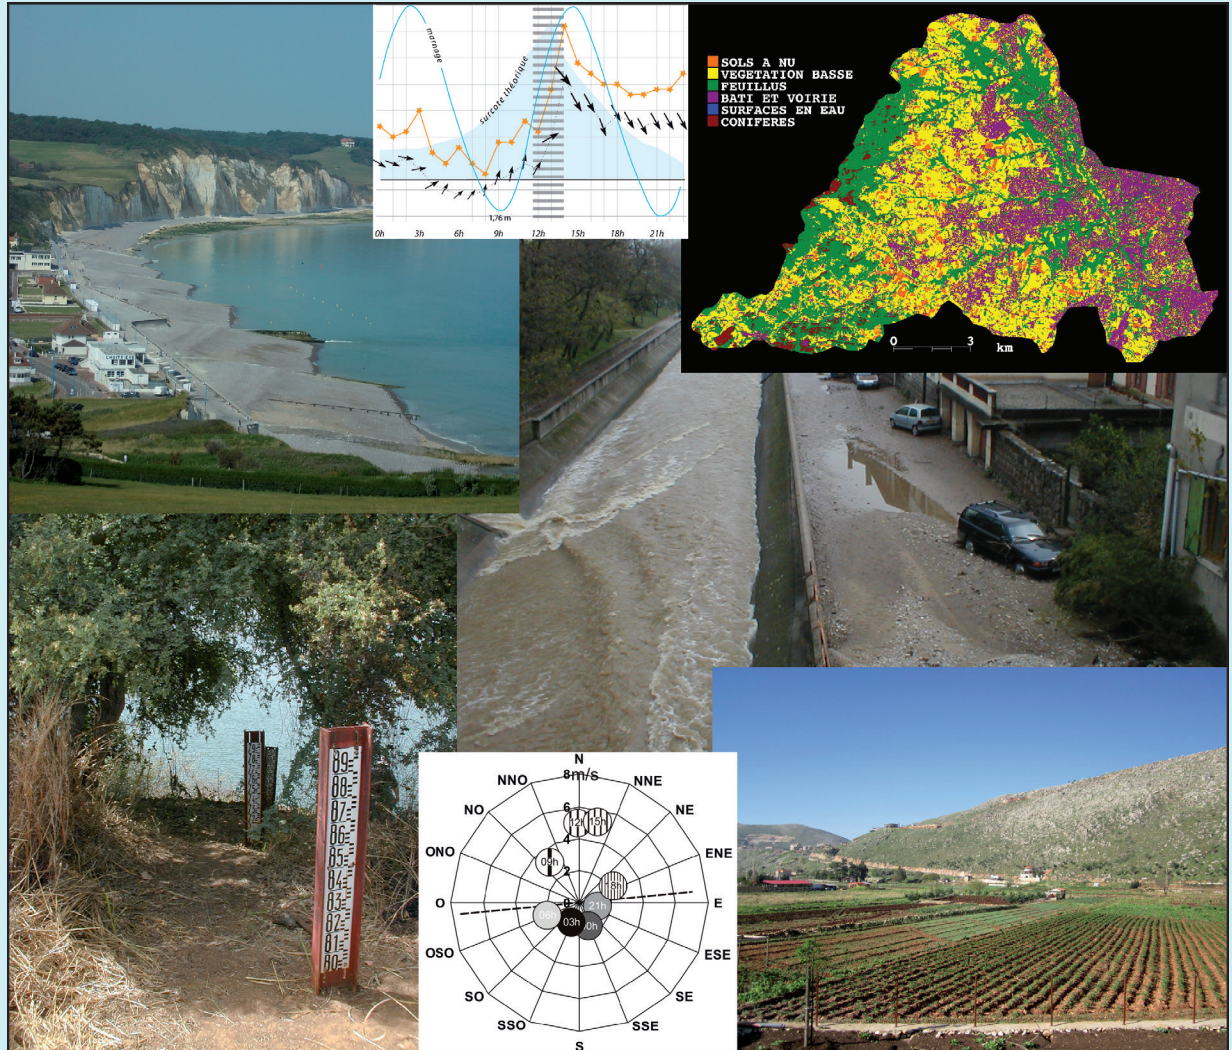 marnage
surcote théorique
1,76 m
0h 3h 6h 9h 12h 15h 18h 21h
SOLS A NU
VEGETATION BASSE
FEUILLUS
BATI ET VOIRIE
SURFACES EN EAU
CONIFERES
0 3
km
89
88
87
86
85
84
83
82
81
80
N
8m/s
NNO NNE
NO NE
6
12h 15h
4
ONO ENE
09h
2
18h
O 0 E
06h 03h 0h 21h
OSO ESE
SO SE
SSO SSE
S